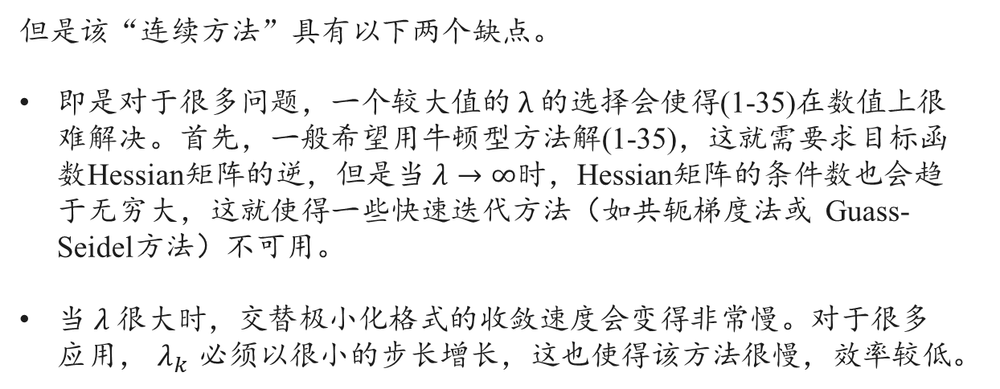 但是该“连续方法”具有以下两个缺点。
• 即是对于很多问题，一个较大值的 λ 的选择会使得(1-35)在数值上很
难解决。首先，一般希望用牛顿型方法解(1-35)，这就需要求目标函
数Hessian矩阵的逆，但是当 λ → ∞时，Hessian矩阵的条件数也会趋
于无穷大，这就使得一些快速迭代方法（如共轭梯度法或 Guass-
Seidel方法）不可用。
• 当 λ 很大时，交替极小化格式的收敛速度会变得非常慢。对于很多
应用， λk 必须以很小的步长增长，这也使得该方法很慢，效率较低。